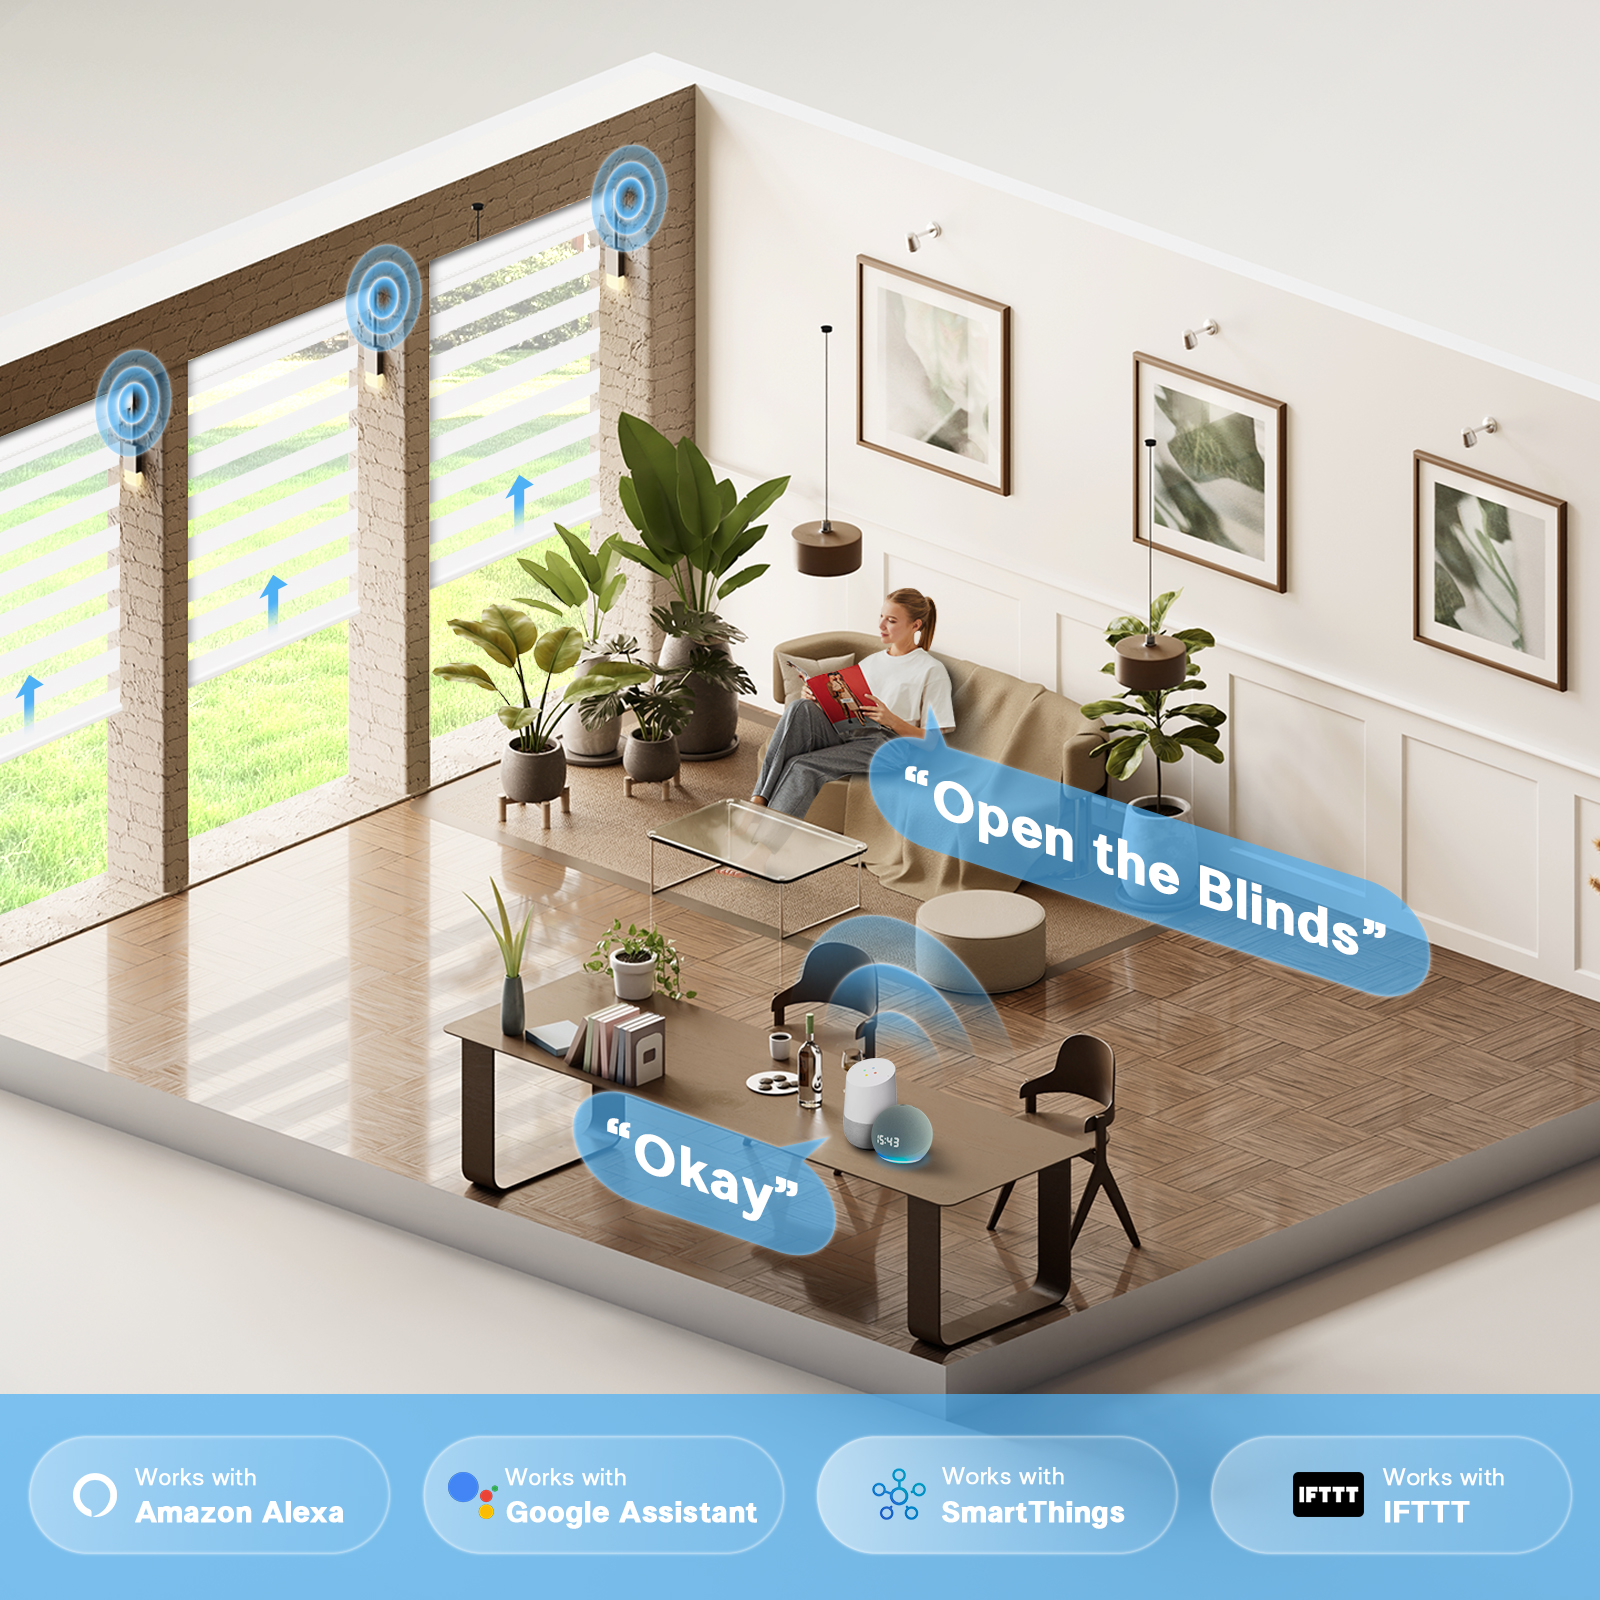 “Open the Blinds”
“Okay”
15:43
Works with
Amazon Alexa
Works with
Google Assistant
Works with
SmartThings
IFTTT
Works with
IFTTT